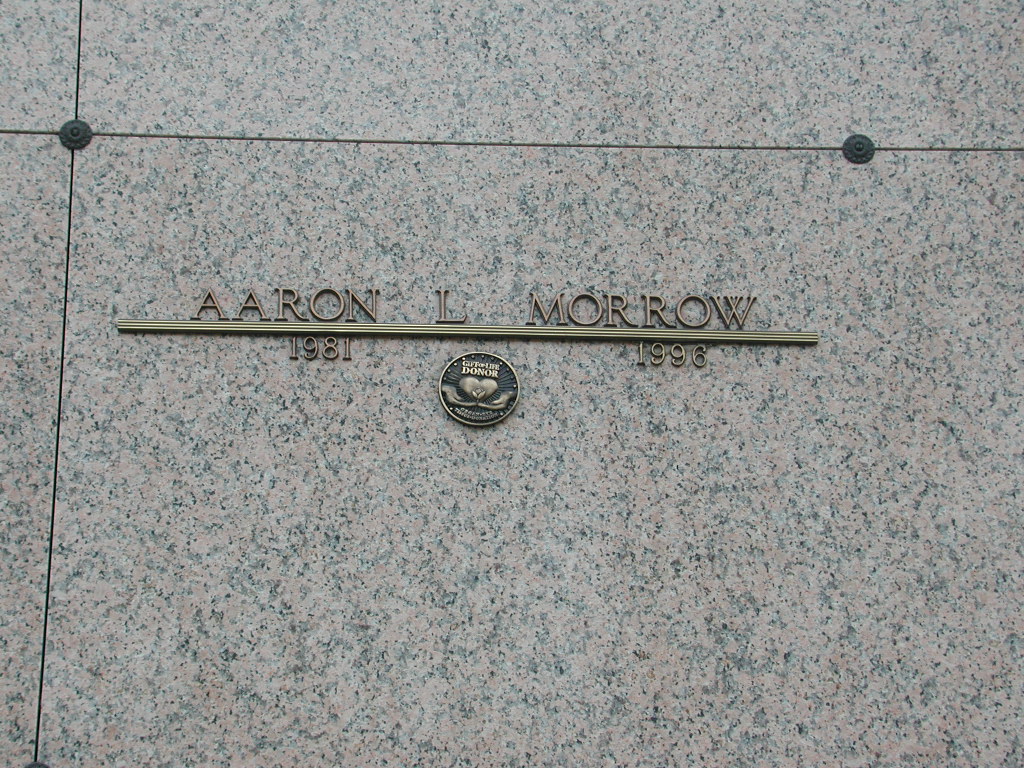 AARON L MORROW
1981 1996
GIFT OF LIFE
DONOR